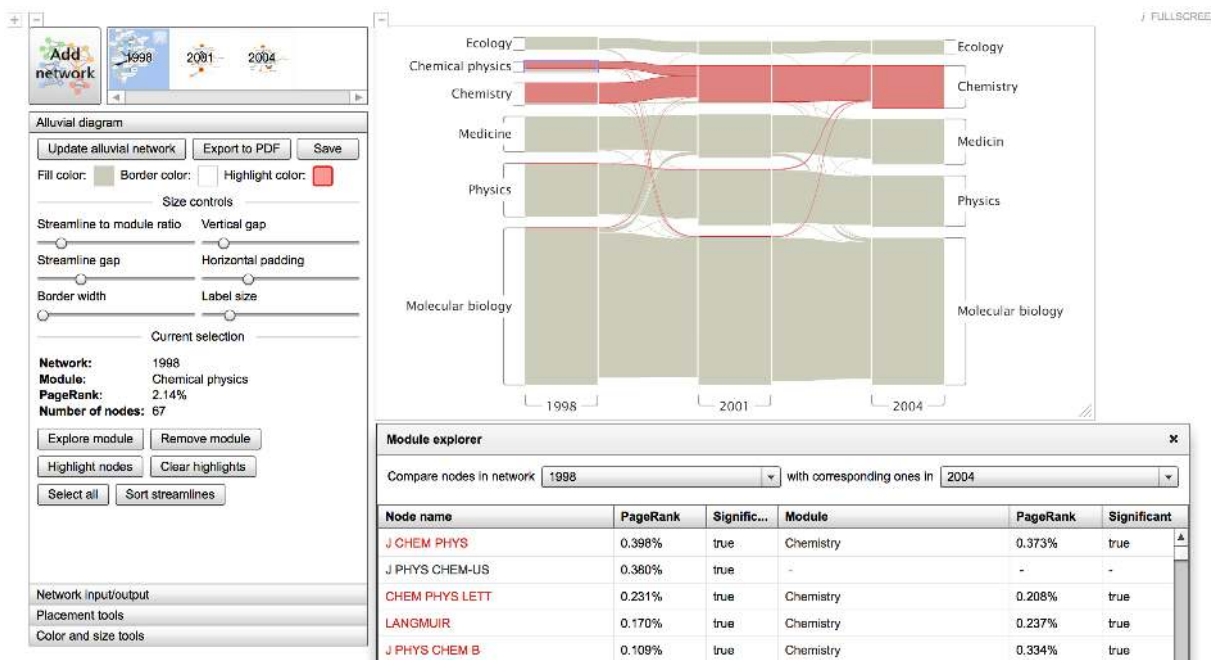 FULLSCREE
Add network
1998
2001
2004
Alluvial diagram
Update alluvial network
Export to PDF
Save
Fill color:
Border color:
Highlight color:
Size controls
Streamline to module ratio
Vertical gap
Streamline gap
Horizontal padding
Border width
Label size
Current selection
Network: 1998
Module: Chemical physics
PageRank: 2.14%
Number of nodes: 67
Explore module
Remove module
Highlight nodes
Clear highlights
Select all
Sort streamlines
Network input/output
Placement tools
Color and size tools
Ecology
Chemical physics
Chemistry
Medicine
Physics
Molecular biology
Ecology
Chemistry
Medicin
Physics
Molecular biology
1998
2001
2004
Module explorer
Compare nodes in network 1998 with corresponding ones in 2004
Node name PageRank Signific... Module PageRank Significant
J CHEM PHYS 0.398% true Chemistry 0.373% true
J PHYS CHEM-US 0.380% true - - -
CHEM PHYS LETT 0.231% true Chemistry 0.208% true
LANGMUIR 0.170% true Chemistry 0.237% true
J PHYS CHEM B 0.109% true Chemistry 0.334% true